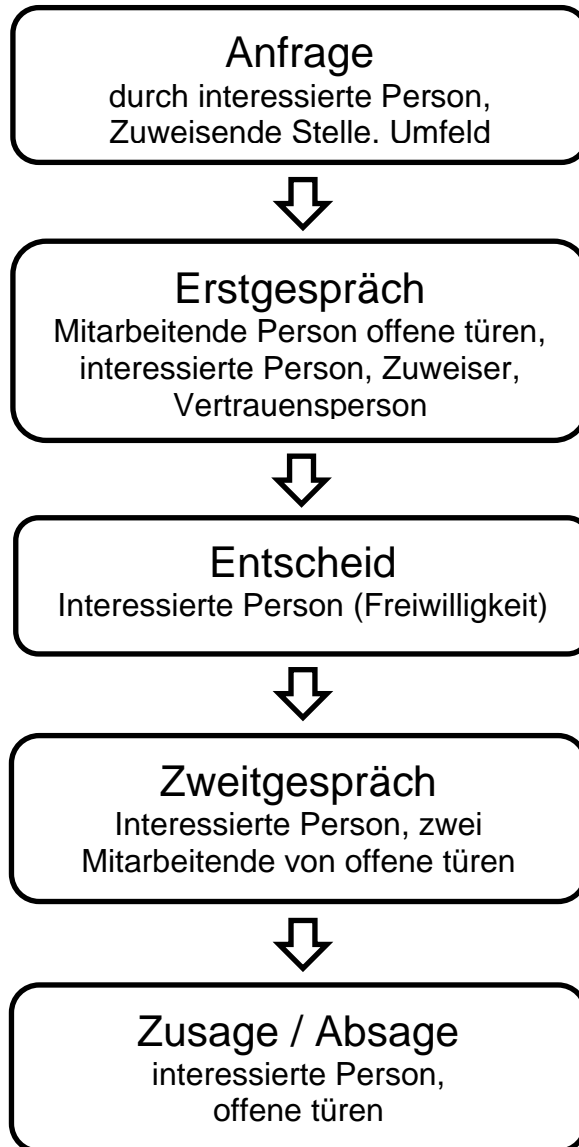 Anfrage
durch interessierte Person,
Zuweisende Stelle. Umfeld
Erstgespräch
Mitarbeitende Person offene türen,
interessierte Person, Zuweiser,
Vertrauensperson
Entscheid
Interessierte Person (Freiwilligkeit)
Zweitgespräch
Interessierte Person, zwei
Mitarbeitende von offene türen
Zusage / Absage
interessierte Person,
offene türen